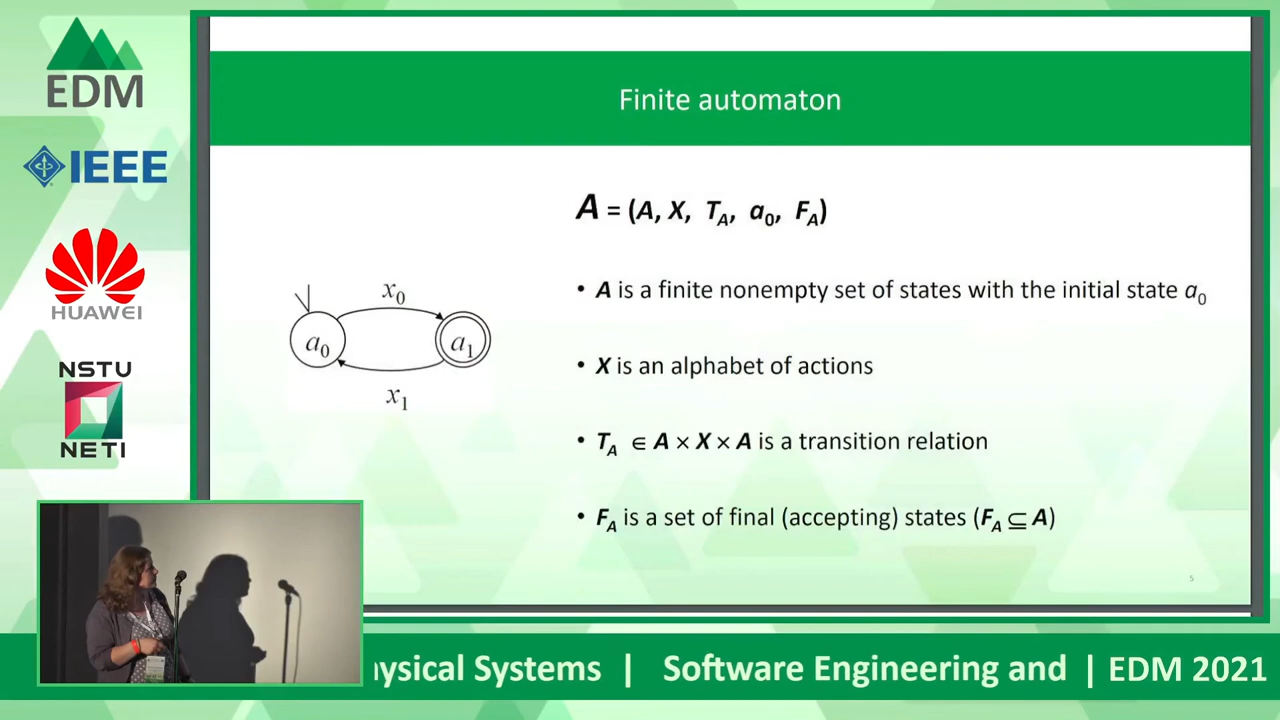 EDM
IEEE
HUAWEI
NSTU
NETI
Finite automaton
A = (A, X, T_A, a_0, F_A)
• A is a finite nonempty set of states with the initial state a_0
• X is an alphabet of actions
• T_A ∈ A × X × A is a transition relation
• F_A is a set of final (accepting) states (F_A ⊆ A)
x_0
a_0
a_1
x_1
5
hysical Systems | Software Engineering and | EDM 2021